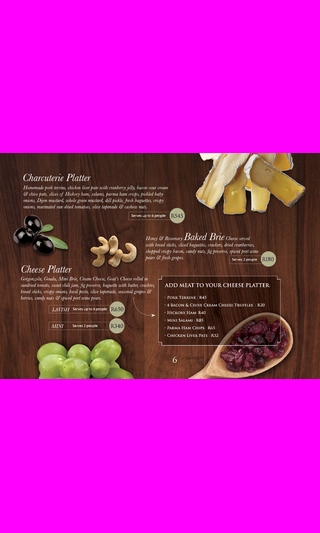 Charcuterie Platter
Homemade pork terrine, chicken liver pate with cranberry jelly, bacon sour cream
& chive pate, slices of Hickory ham, salami, parma ham crisps, pickled baby
onions, Dijon mustard, whole grain mustard, dill pickle, fresh baguettes, crispy
onions, marinated sun dried tomatoes, olive tapenade & cashew nuts.
Serves up to 6 people R545
Honey & Rosemary Baked Brie Cheese served
with bread sticks, sliced baguettes, crackers, dried cranberries,
chopped crispy onion, candy nuts, fig preserve, spiced port wine
pears & fresh grapes.
Serves 2 people R180
Cheese Platter
Gorgonzola, Gouda, Mini Brie, Cream Cheese, Goat's Cheese rolled in
sundried tomato, sweet chili jam, fig preserve, baguette with butter, crackers,
bread sticks, crispy onions, basil pesto, olive tapenade, seasonal grapes &
berries, candy nuts & spiced port wine pears.
LAVISH Serves up to 6 people R650
MINI Serves 2 people R340
ADD MEAT TO YOUR CHEESE PLATTER
- Pork Terrine : R45
- 4 Bacon & Chive Cream Cheese Truffles : R20
- Hickory Ham R40
- Mini Salami : R85
- Parma Ham Crisps : R65
- Chicken Liver Pate : R32
6